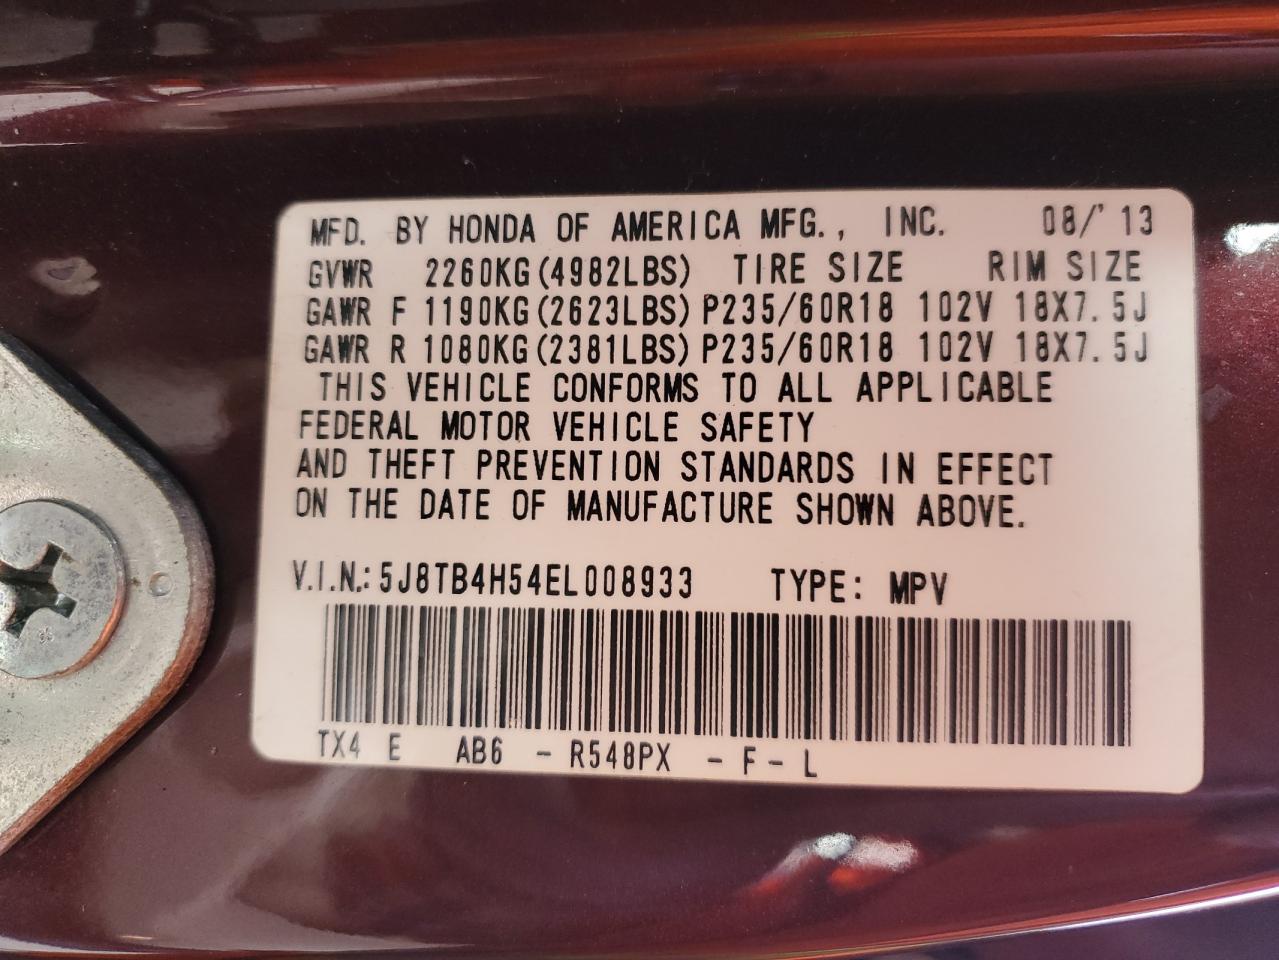 MFD. BY HONDA OF AMERICA MFG., INC. 08/'13
GVWR 2260KG(4982LBS) TIRE SIZE RIM SIZE
GAWR F 1190KG(2623LBS) P235/60R18 102V 18X7.5J
GAWR R 1080KG(2381LBS) P235/60R18 102V 18X7.5J
THIS VEHICLE CONFORMS TO ALL APPLICABLE
FEDERAL MOTOR VEHICLE SAFETY
AND THEFT PREVENTION STANDARDS IN EFFECT
ON THE DATE OF MANUFACTURE SHOWN ABOVE.
V.I.N.: 5J8TB4H54EL008933 TYPE: MPV
TX4 E AB6 - R548PX - F - L